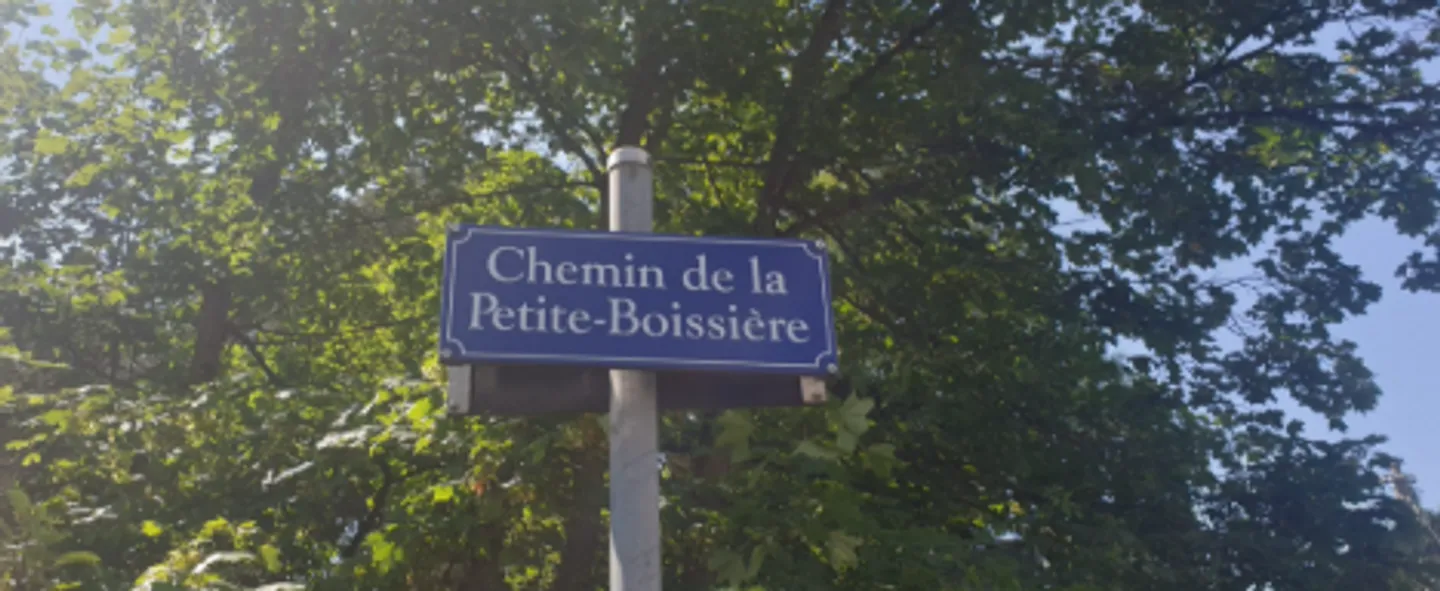 Chemin de la
Petite-Boissière